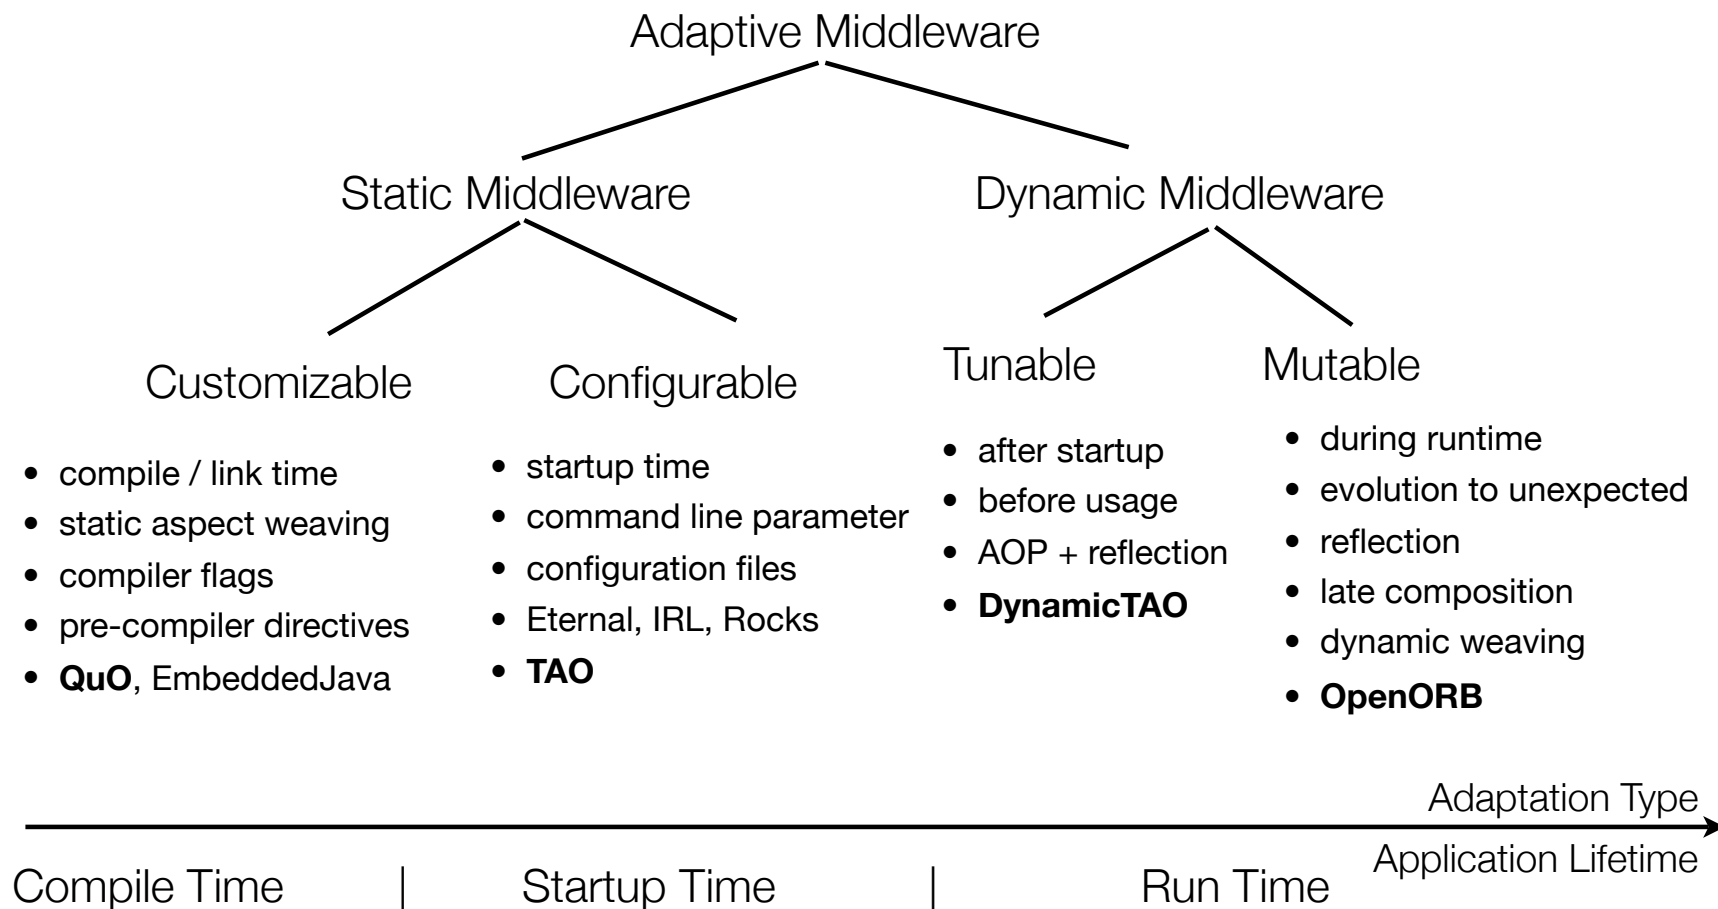 Adaptive Middleware
Static Middleware
Dynamic Middleware
Customizable
• compile / link time
• static aspect weaving
• compiler flags
• pre-compiler directives
• QuO, EmbeddedJava
Configurable
• startup time
• command line parameter
• configuration files
• Eternal, IRL, Rocks
• TAO
Tunable
• after startup
• before usage
• AOP + reflection
• DynamicTAO
Mutable
• during runtime
• evolution to unexpected
• reflection
• late composition
• dynamic weaving
• OpenORB
Adaptation Type
Application Lifetime
Compile Time | Startup Time | Run Time